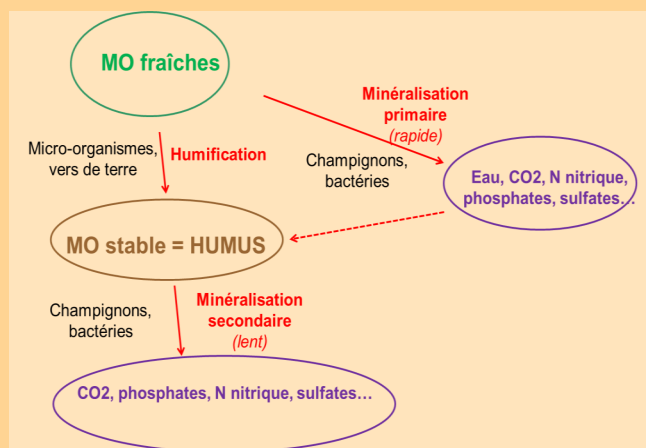 MO fraîches
Minéralisation
primaire
(rapide)
Micro-organismes,
vers de terre
Humification
Champignons,
bactéries
Eau, CO2, N nitrique,
phosphates, sulfates…
MO stable = HUMUS
Champignons,
bactéries
Minéralisation
secondaire
(lent)
CO2, phosphates, N nitrique, sulfates…